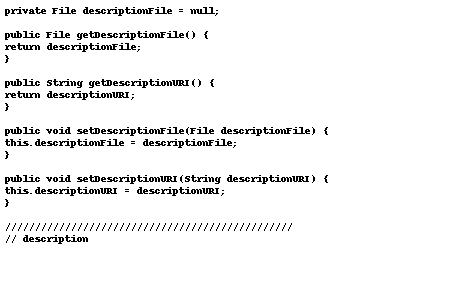 private File descriptionFile = null;
public File getDescriptionFile() {
return descriptionFile;
}
public String getDescriptionURI() {
return descriptionURI;
}
public void setDescriptionFile(File descriptionFile) {
this.descriptionFile = descriptionFile;
}
public void setDescriptionURI(String descriptionURI) {
this.descriptionURI = descriptionURI;
}
////////////////////////////////////////////////
// description